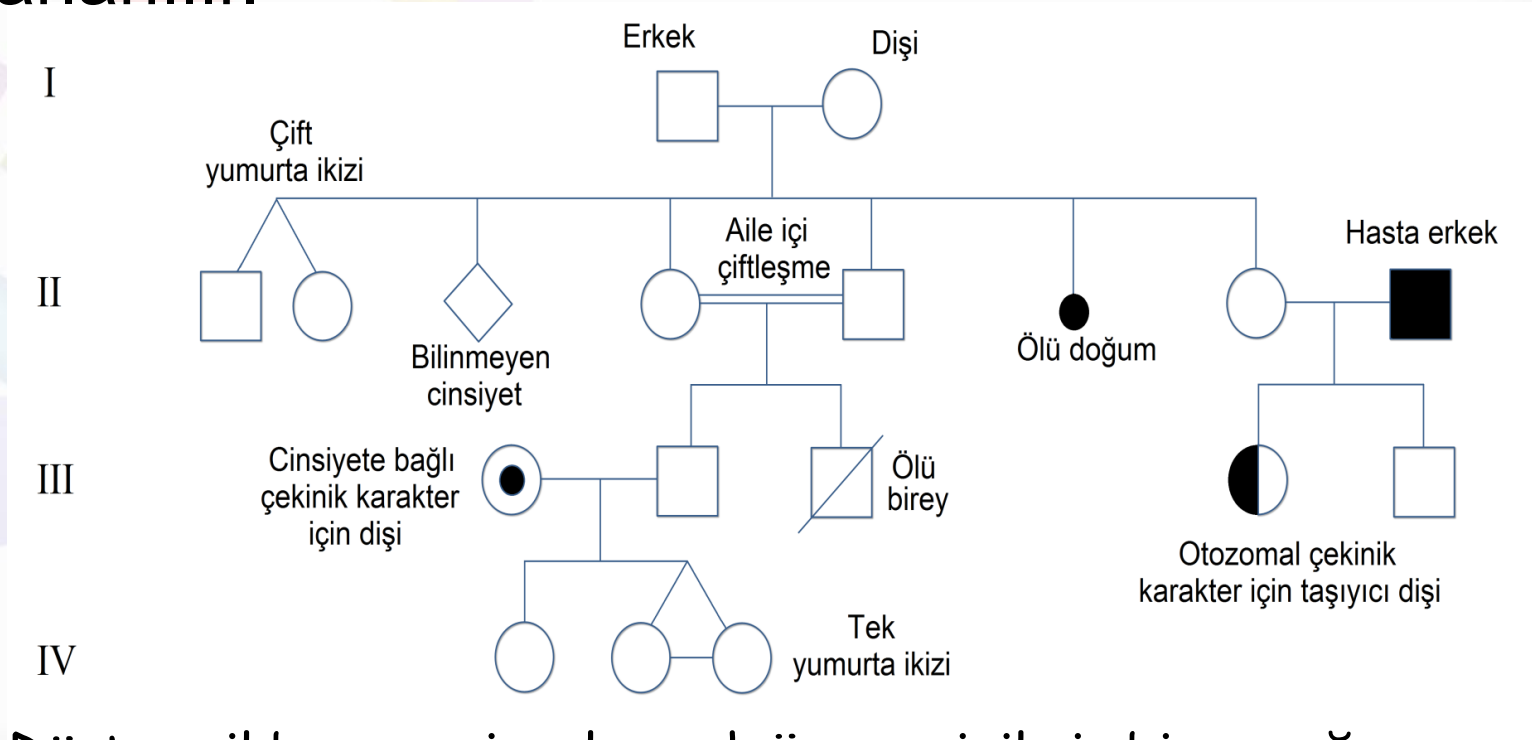 Erkek
Dişi
I
Çift
yumurta ikizi
Aile içi
çiftleşme
Hasta erkek
II
Bilinmeyen
cinsiyet
Ölü doğum
III
Cinsiyete bağlı
çekinik karakter
için dişi
Ölü
birey
Otozomal çekinik
karakter için taşıyıcı dişi
IV
Tek
yumurta ikizi